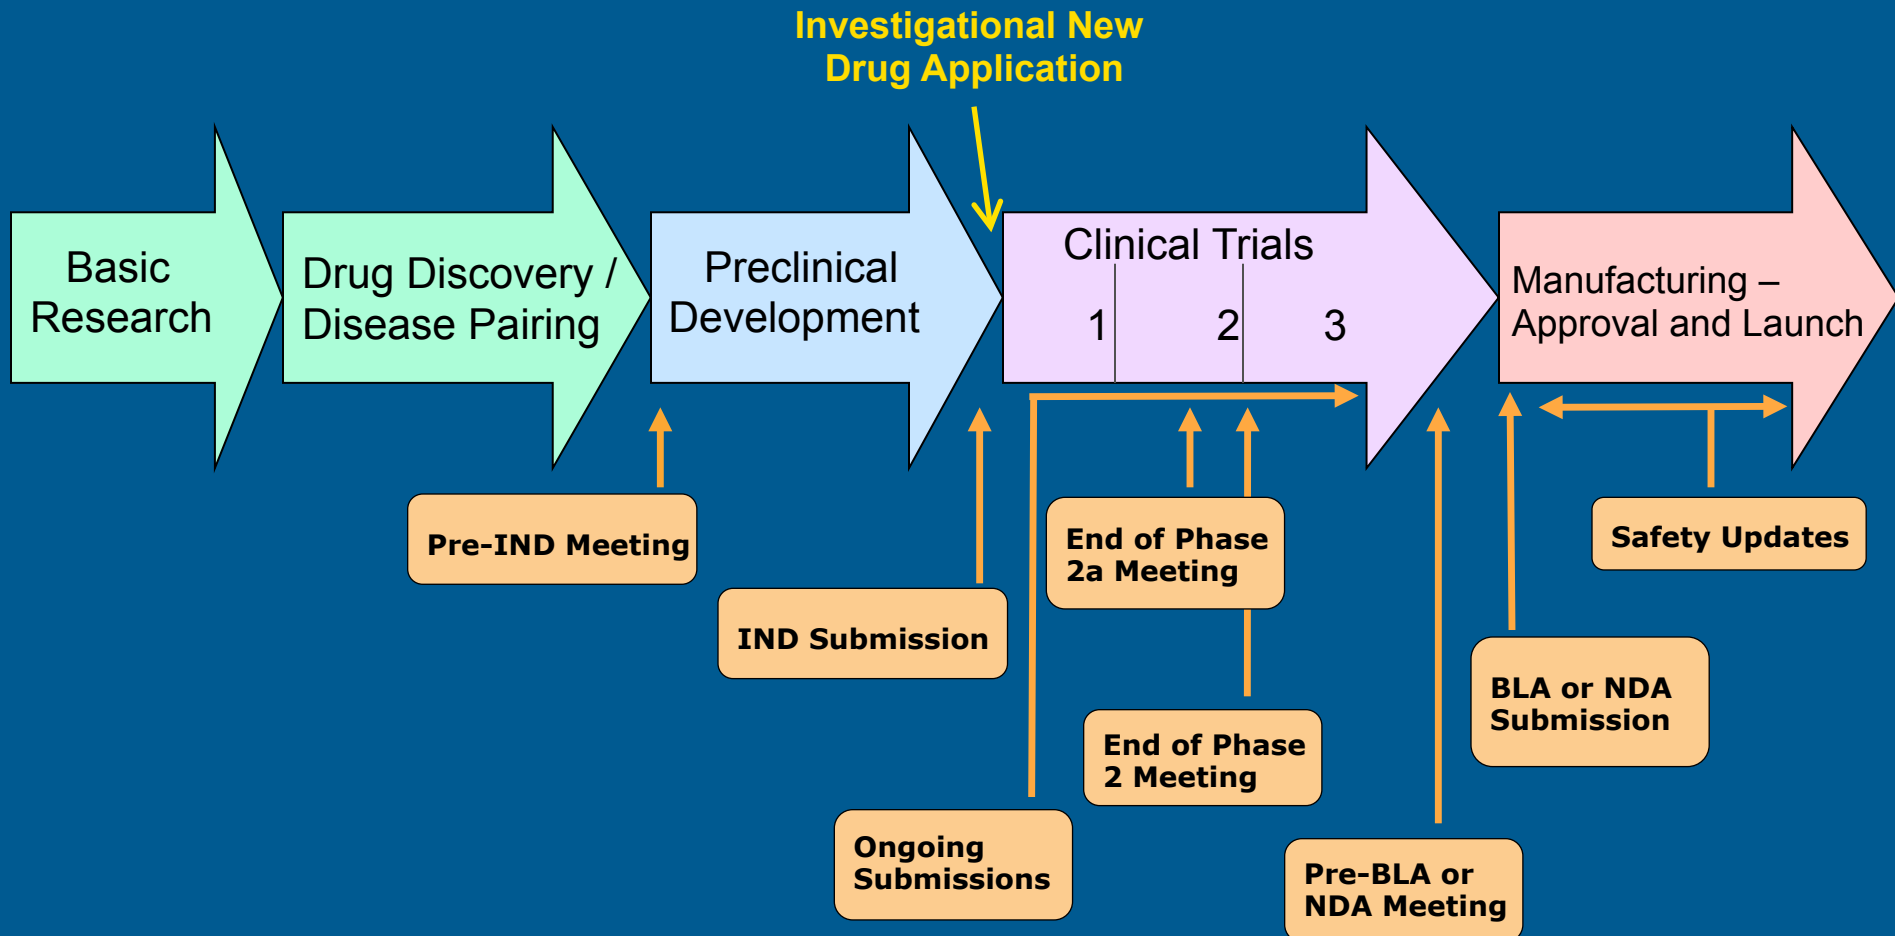 Investigational New
Drug Application
Basic
Research
Drug Discovery /
Disease Pairing
Preclinical
Development
Clinical Trials
1 2 3
Manufacturing –
Approval and Launch
Pre-IND Meeting
IND Submission
Ongoing
Submissions
End of Phase
2a Meeting
End of Phase
2 Meeting
Pre-BLA or
NDA Meeting
BLA or NDA
Submission
Safety Updates